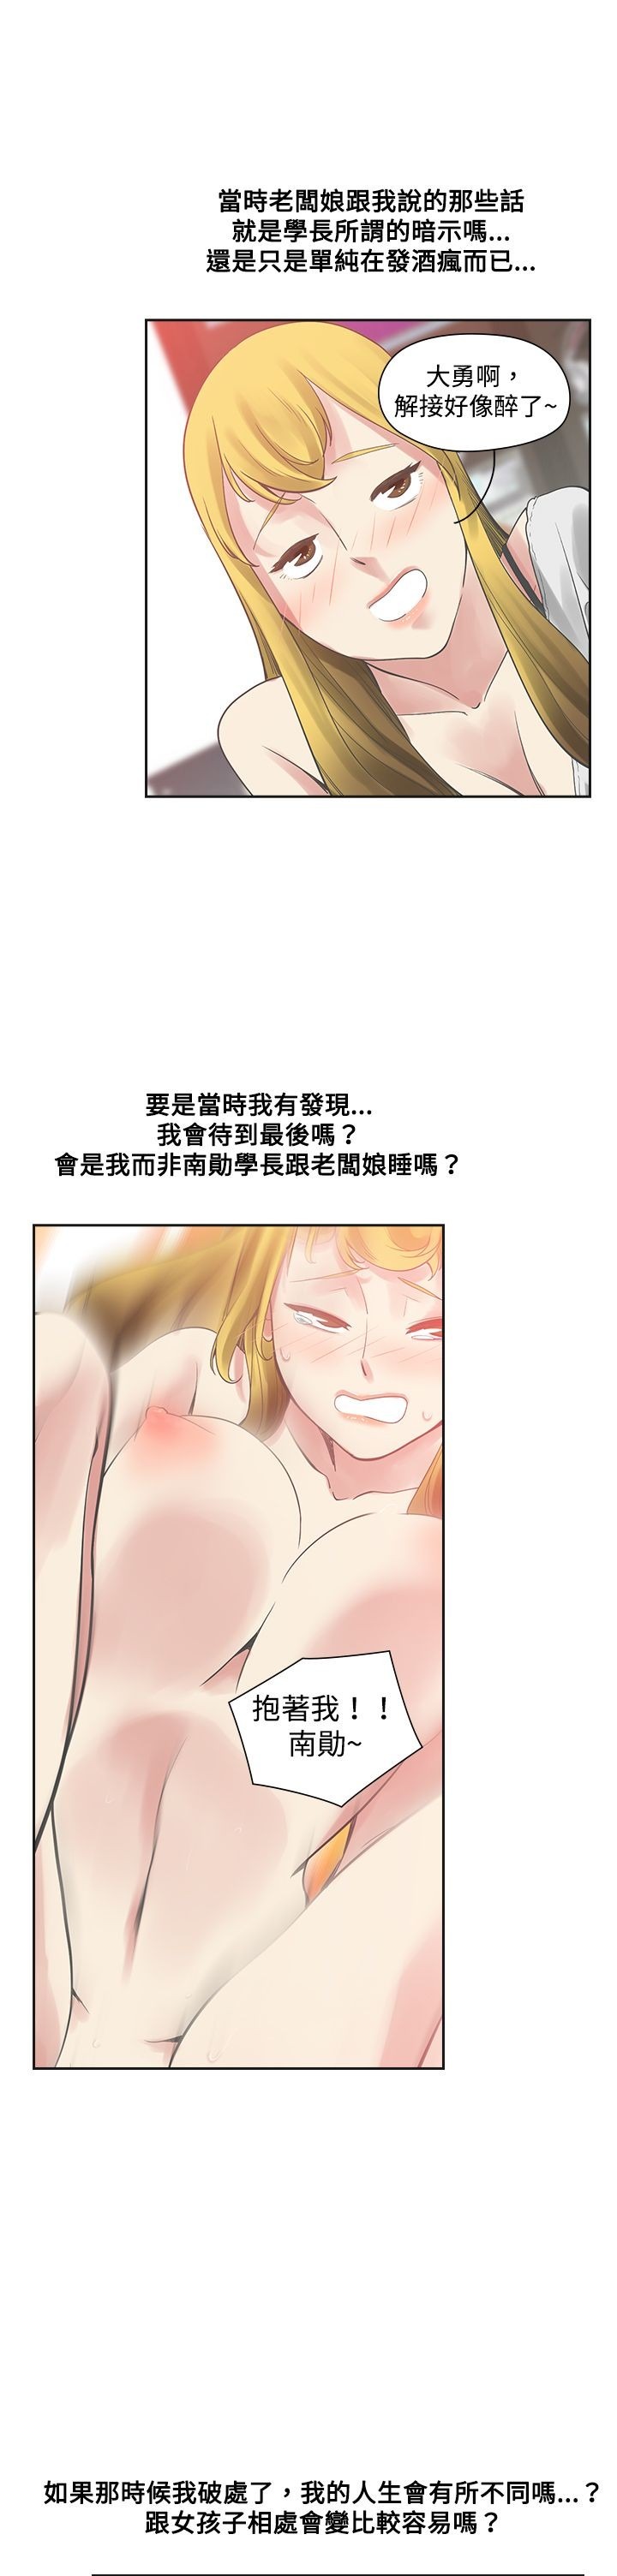 當時老闆娘跟我說的那些話
就是學長所謂的暗示嗎...
還是只是單純在發酒瘋而已...
大勇啊，
解接好像醉了~
要是當時我有發現...
我會待到最後嗎？
會是我而非南勛學長跟老闆娘睡嗎？
抱著我！！
南勛~
如果那時候我破處了，我的人生會有所不同嗎...？
跟女孩子相處會變比較容易嗎？